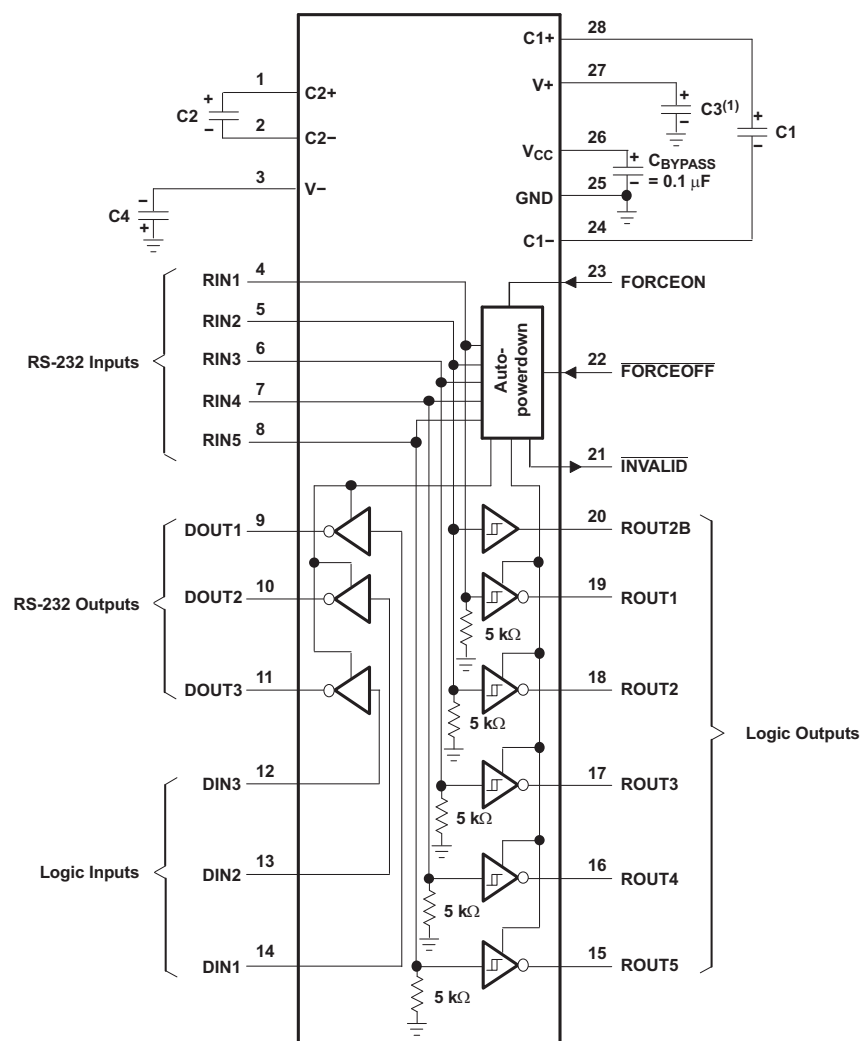 28
C1+
1
C2+
+
C2
−
2
C2−
3
V−
−
C4
+
27
V+
+
C3(1)
−
+
C1
−
26
VCC
+
CBYPASS
−
= 0.1 μF
25
GND
24
C1−
RS-232 Inputs
RIN1
4
RIN2
5
RIN3
6
RIN4
7
RIN5
8
Auto-
powerdown
23
FORCEON
22
FORCEOFF
21
INVALID
RS-232 Outputs
DOUT1
9
DOUT2
10
DOUT3
11
Logic Inputs
DIN3
12
DIN2
13
DIN1
14
20
ROUT2B
19
ROUT1
5 kΩ
18
ROUT2
5 kΩ
17
ROUT3
5 kΩ
16
ROUT4
5 kΩ
15
ROUT5
5 kΩ
Logic Outputs